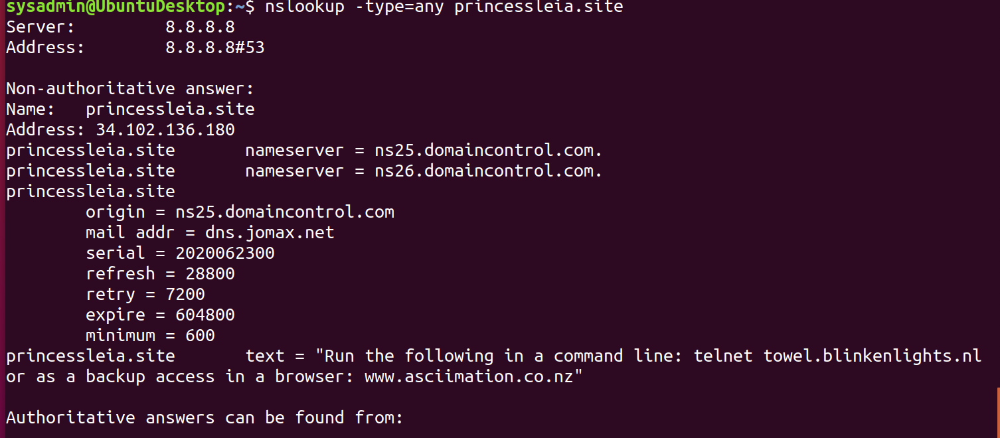 sysadmin@UbuntuDesktop:~$ nslookup -type=any princessleia.site
Server:         8.8.8.8
Address:        8.8.8.8#53

Non-authoritative answer:
Name:   princessleia.site
Address: 34.102.136.180
princessleia.site       nameserver = ns25.domaincontrol.com.
princessleia.site       nameserver = ns26.domaincontrol.com.
princessleia.site
        origin = ns25.domaincontrol.com
        mail addr = dns.jomax.net
        serial = 2020062300
        refresh = 28800
        retry = 7200
        expire = 604800
        minimum = 600
princessleia.site       text = "Run the following in a command line: telnet towel.blinkenlights.nl
or as a backup access in a browser: www.asciimation.co.nz"

Authoritative answers can be found from: